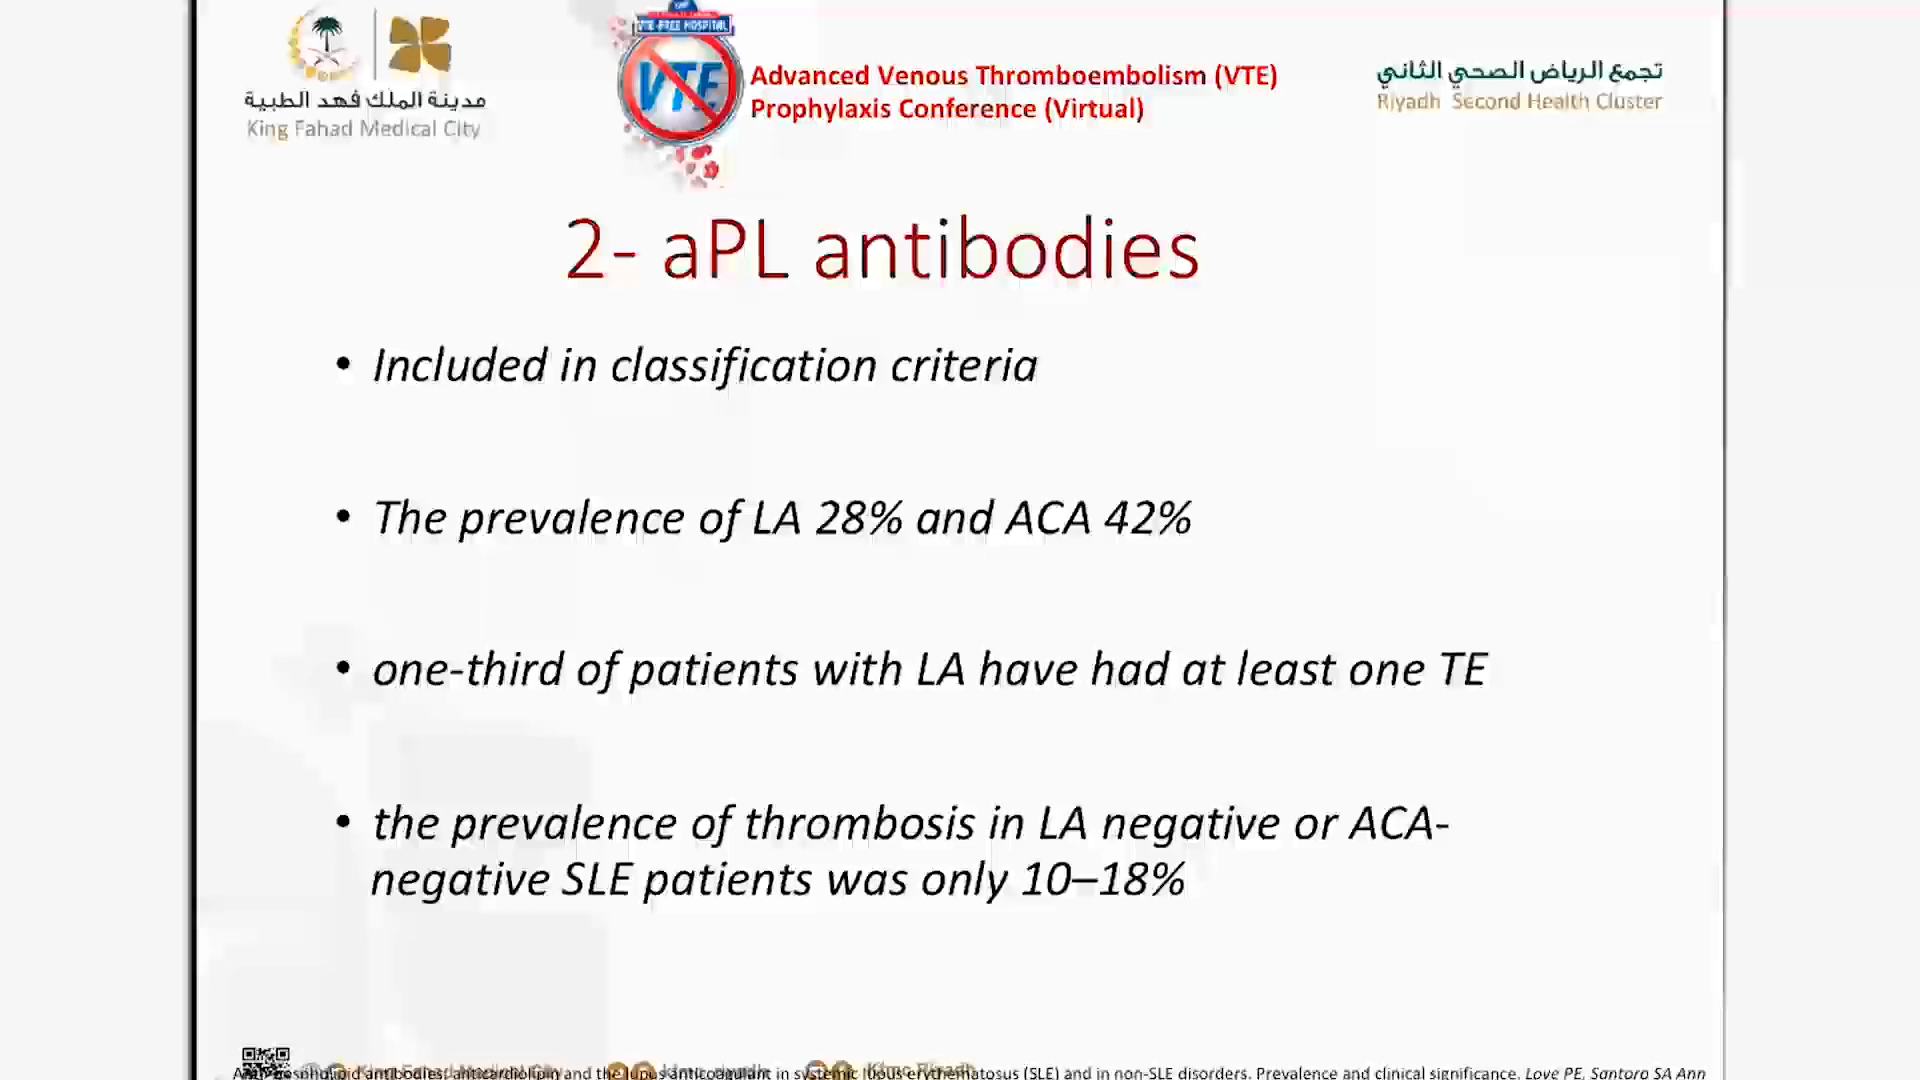 مدينة الملك فهد الطبية
King Fahad Medical City
VTE-FREE HOSPITAL
VTE
Advanced Venous Thromboembolism (VTE)
Prophylaxis Conference (Virtual)
تجمع الرياض الصحي الثاني
Riyadh Second Health Cluster
2- aPL antibodies
• Included in classification criteria
• The prevalence of LA 28% and ACA 42%
• one-third of patients with LA have had at least one TE
• the prevalence of thrombosis in LA negative or ACA-
negative SLE patients was only 10–18%
antibodies: anticardiolipin and the lupus anticoagulant in systemic lupus erythematosus (SLE) and in non-SLE disorders. Prevalence and clinical significance. Love PE, Santoro SA Ann